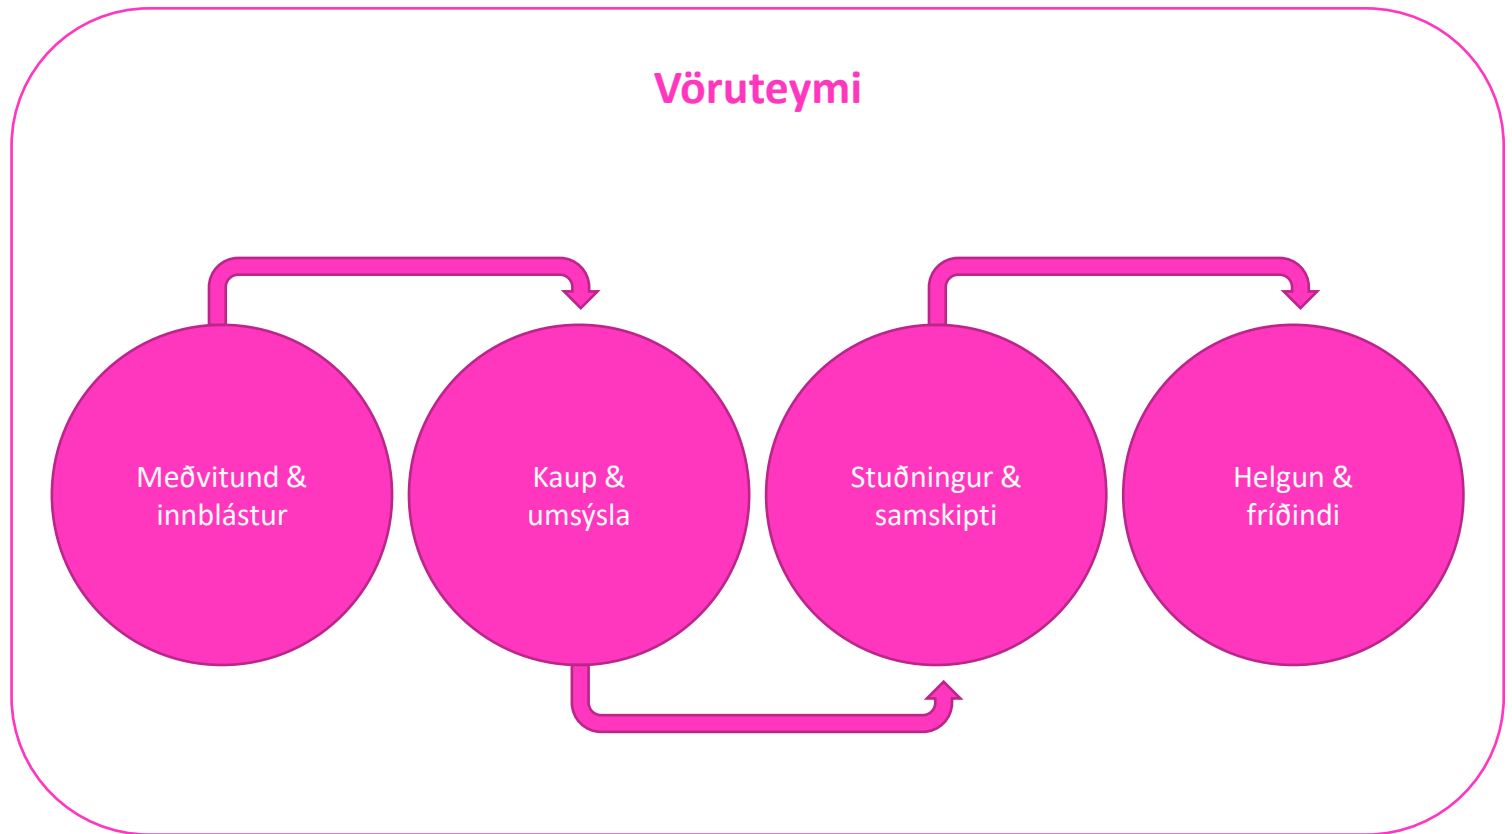 Vöruteymi
Meðvitund &
innblástur
Kaup &
umsýsla
Stuðningur &
samskipti
Helgun &
fríðindi